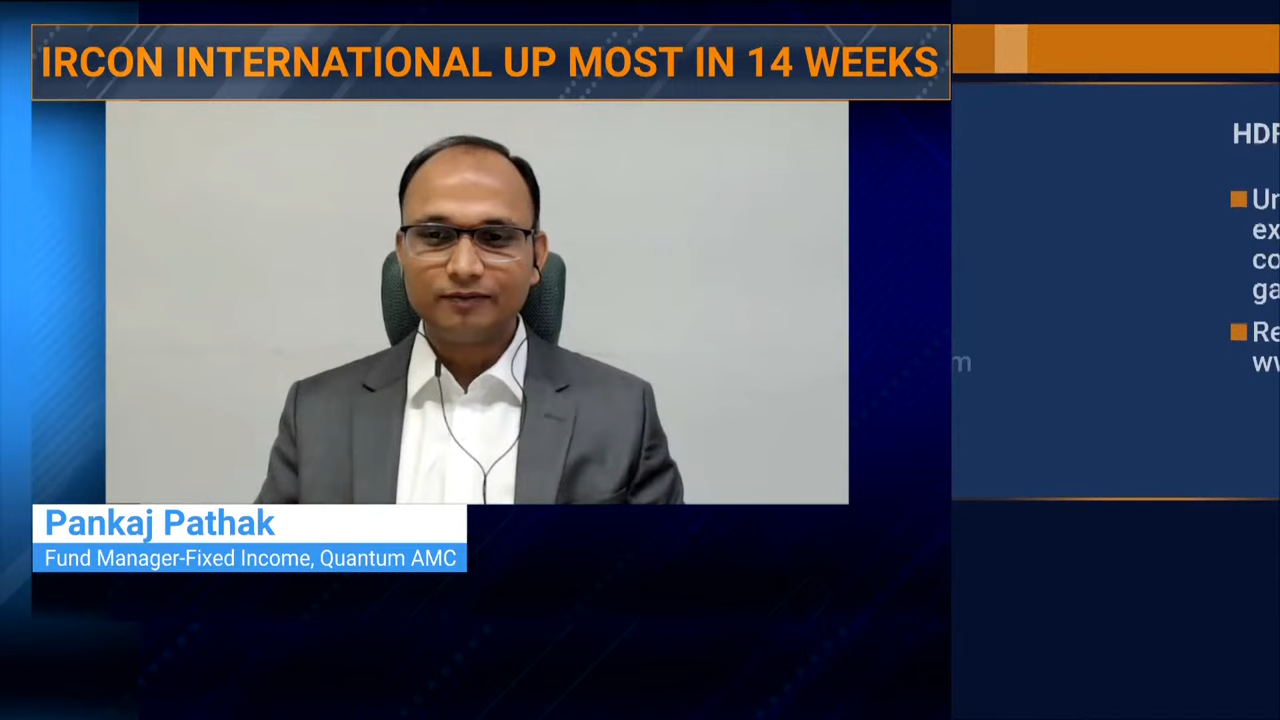 IRCON INTERNATIONAL UP MOST IN 14 WEEKS
Pankaj Pathak
Fund Manager-Fixed Income, Quantum AMC